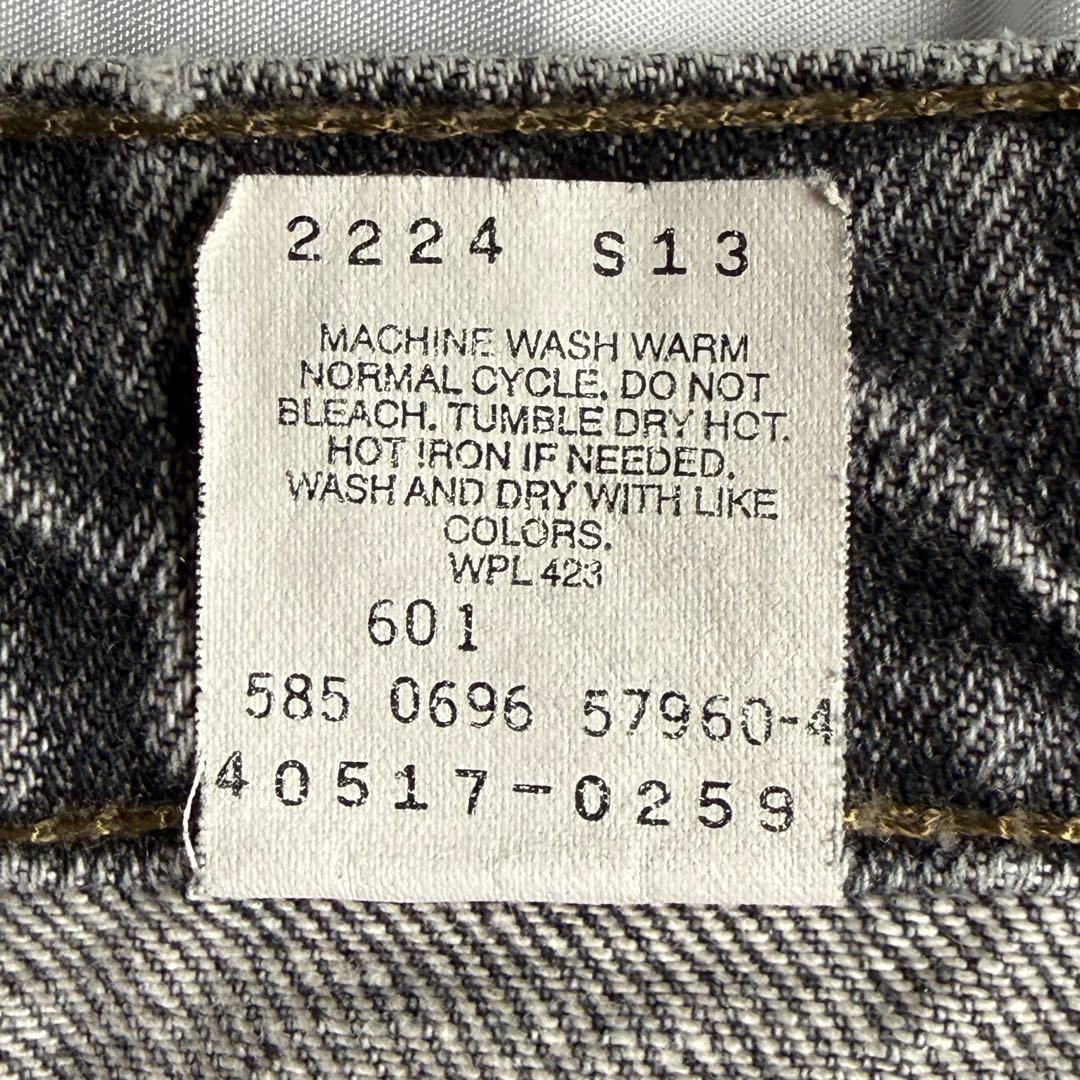 2224 S13
MACHINE WASH WARM
NORMAL CYCLE. DO NOT
BLEACH. TUMBLE DRY HOT.
HOT IRON IF NEEDED.
WASH AND DRY WITH LIKE
COLORS.
WPL 423
601
585 0696 57960-4
40517-0259